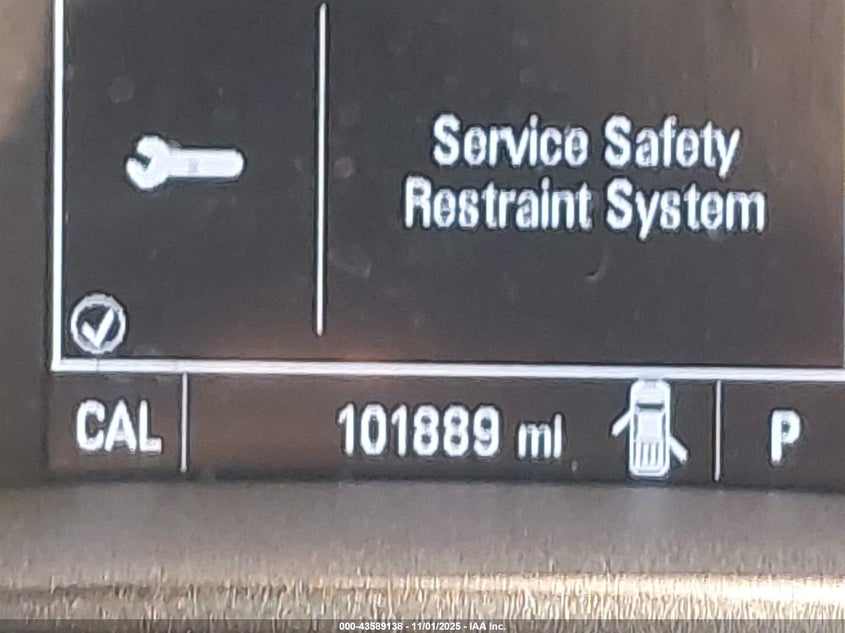 Service Safety
Restraint System
CAL
101889 mi
P
000-43589138 - 11/01/2025 - IAA Inc.